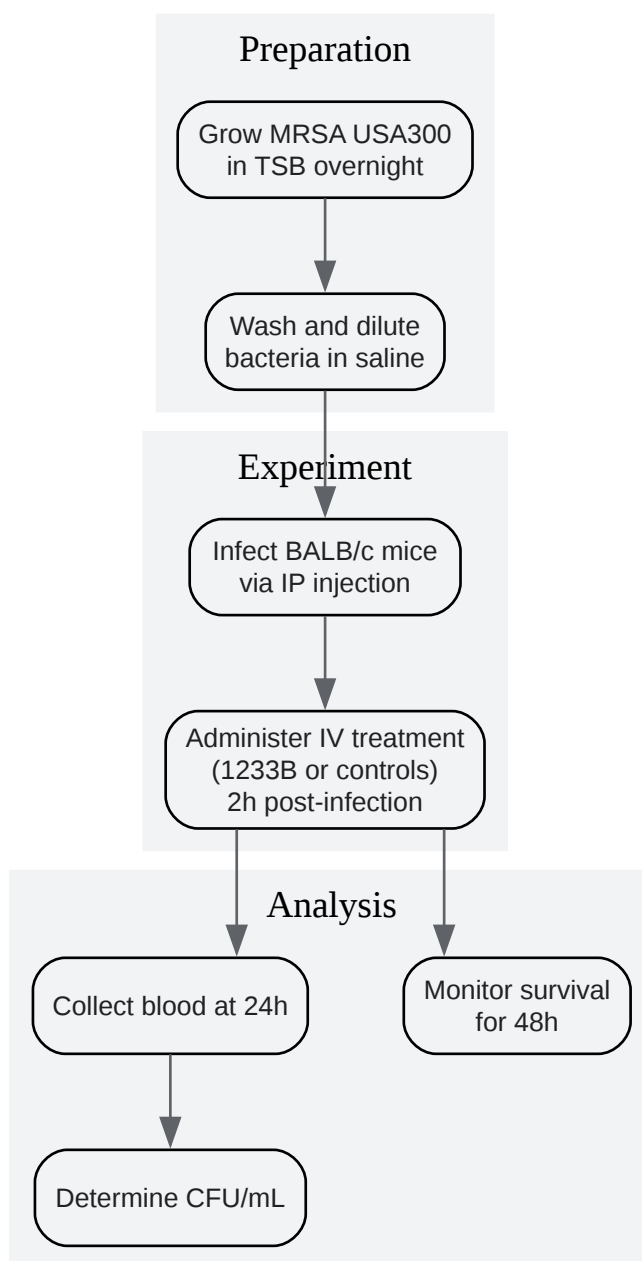 Preparation
Grow MRSA USA300
in TSB overnight
Wash and dilute
bacteria in saline
Experiment
Infect BALB/c mice
via IP injection
Administer IV treatment
(1233B or controls)
2h post-infection
Analysis
Collect blood at 24h
Monitor survival
for 48h
Determine CFU/mL